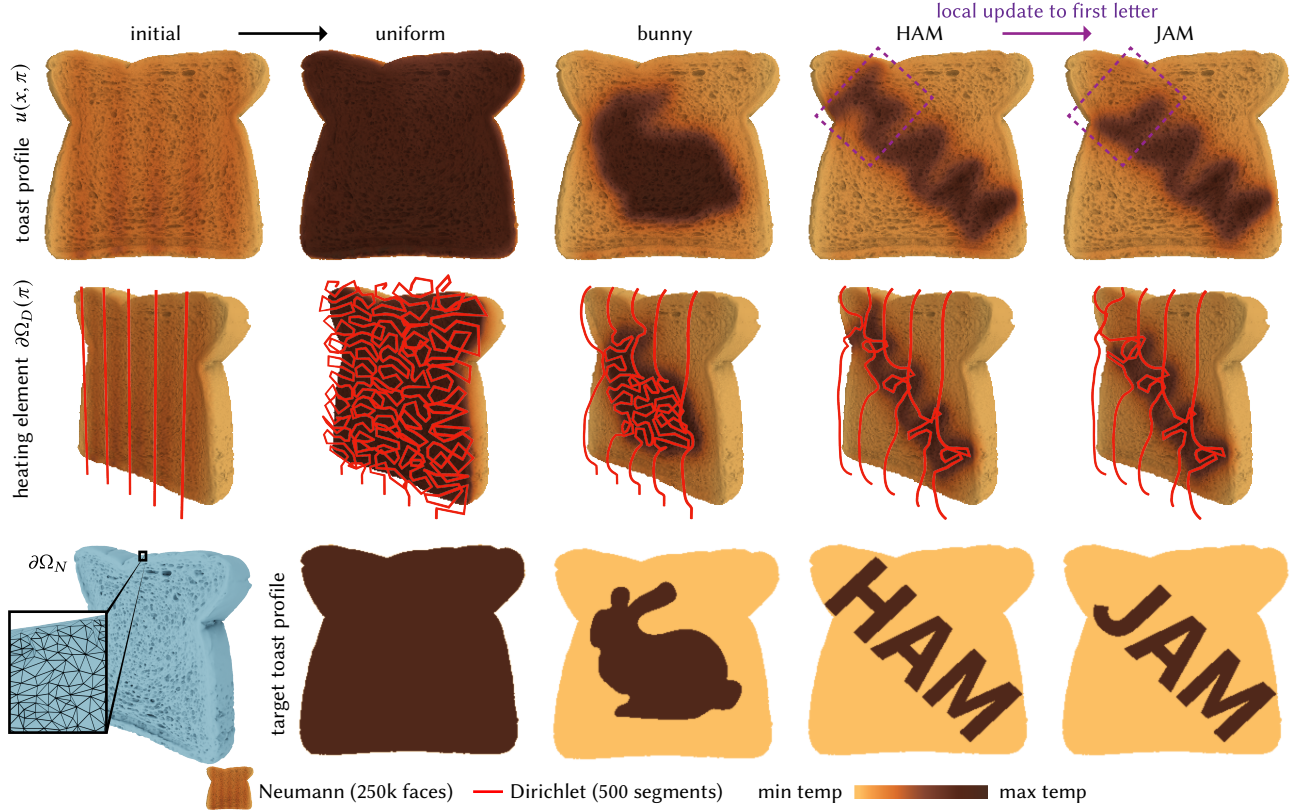 local update to first letter
initial
uniform
bunny
HAM
JAM
toast profile u(x, π)
heating element ∂Ω_D(π)
∂Ω_N
target toast profile
HAM
JAM
Neumann (250k faces)
Dirichlet (500 segments)
min temp
max temp